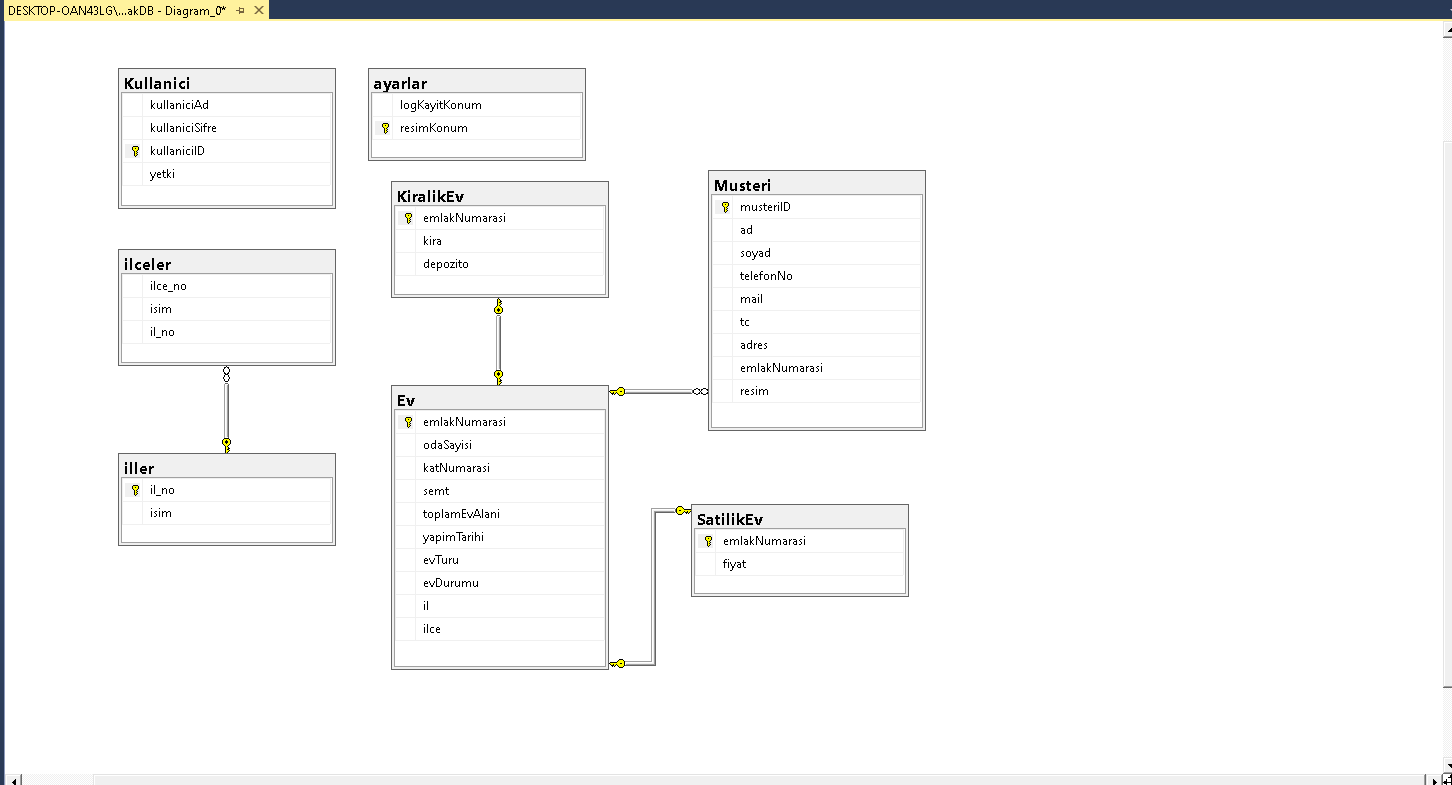 DESKTOP-OAN43LG\...akDB - Diagram_0*
Kullanici
kullaniciAd
kullaniciSifre
kullaniciID
yetki
ayarlar
logKayitKonum
resimKonum
KiralikEv
emlakNumarasi
kira
depozito
Musteri
musteriID
ad
soyad
telefonNo
mail
tc
adres
emlakNumarasi
resim
ilceler
ilce_no
isim
il_no
iller
il_no
isim
Ev
emlakNumarasi
odaSayisi
katNumarasi
semt
toplamEvAlani
yapimTarihi
evTuru
evDurumu
il
ilce
SatilikEv
emlakNumarasi
fiyat